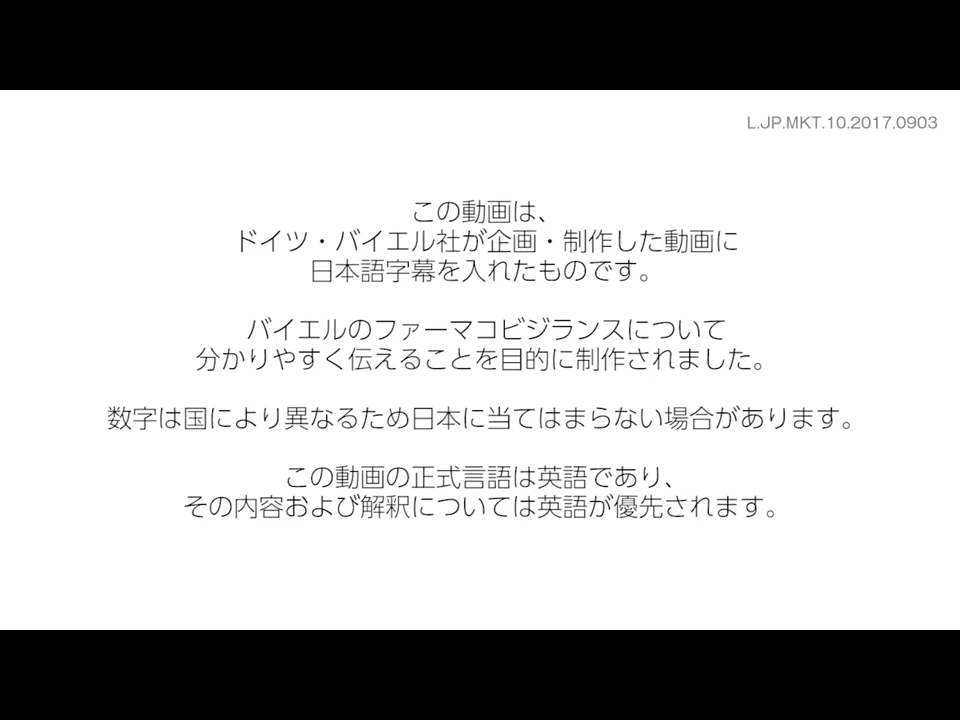 L.JP.MKT.10.2017.0903
この動画は、
ドイツ・バイエル社が企画・制作した動画に
日本語字幕を入れたものです。
バイエルのファーマコビジランスについて
分かりやすく伝えることを目的に制作されました。
数字は国により異なるため日本に当てはまらない場合があります。
この動画の正式言語は英語であり、
その内容および解釈については英語が優先されます。